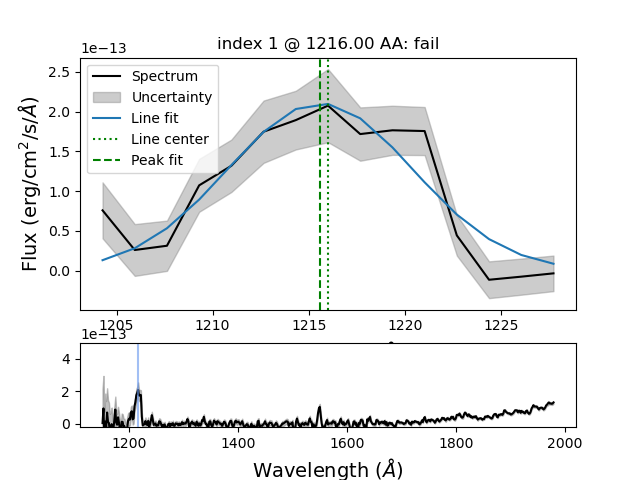 index 1 @ 1216.00 AA: fail
1e−13
Spectrum
Uncertainty
Line fit
Line center
Peak fit
Flux (erg/cm²/s/Å)
2.5
2.0
1.5
1.0
0.5
0.0
1205 1210 1215 1220 1225
1e−13
4
2
0
1200 1400 1600 1800 2000
Wavelength (Å)